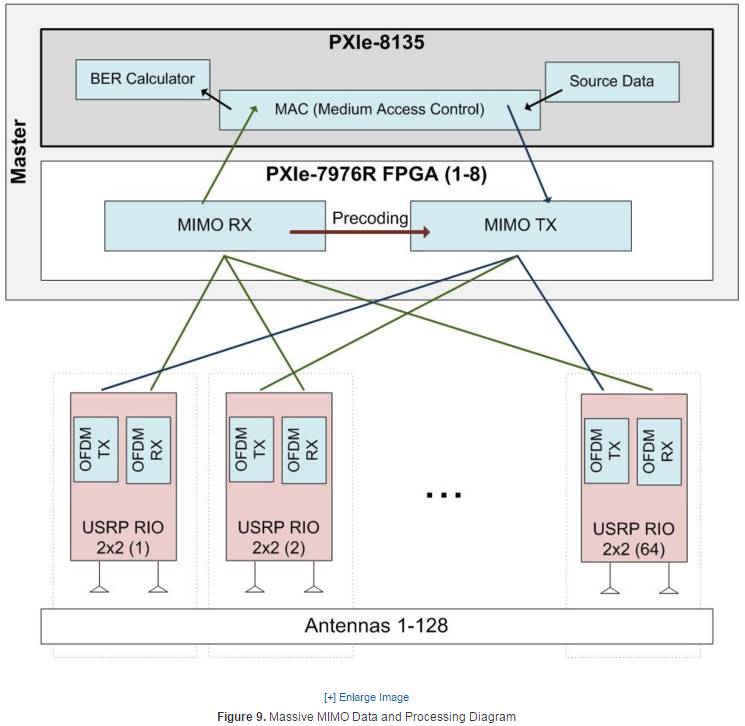 PXIe-8135
BER Calculator
Source Data
MAC (Medium Access Control)
Master
PXIe-7976R FPGA (1-8)
MIMO RX
Precoding
MIMO TX
OFDM
TX
OFDM
RX
USRP RIO
2x2 (1)
OFDM
TX
OFDM
RX
USRP RIO
2x2 (2)
...
OFDM
TX
OFDM
RX
USRP RIO
2x2 (64)
Antennas 1-128
[+] Enlarge Image
Figure 9. Massive MIMO Data and Processing Diagram